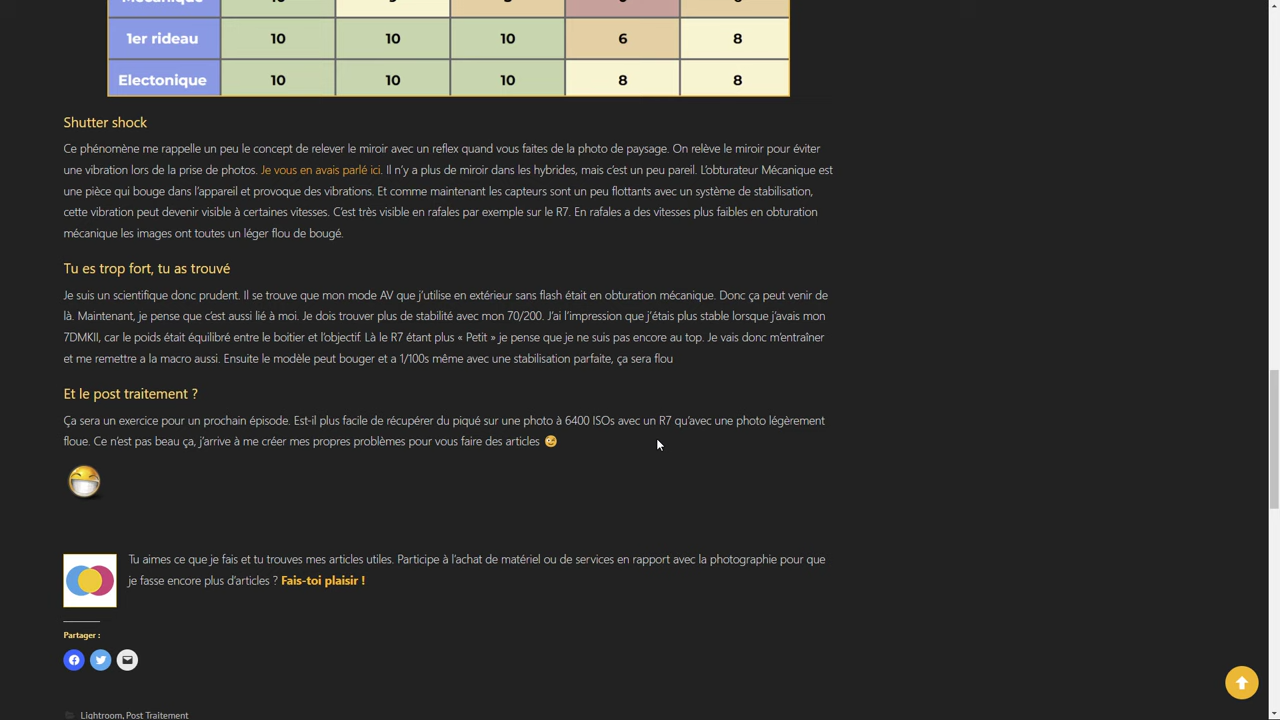 1er rideau 10 10 10 6 8
Electonique 10 10 10 8 8
Shutter shock
Ce phénomène me rappelle un peu le concept de relever le miroir avec un reflex quand vous faites de la photo de paysage. On relève le miroir pour éviter
une vibration lors de la prise de photos. Je vous en avais parlé ici. Il n'y a plus de miroir dans les hybrides, mais c'est un peu pareil. L'obturateur Mécanique est
une pièce qui bouge dans l'appareil et provoque des vibrations. Et comme maintenant les capteurs sont un peu flottants avec un système de stabilisation,
cette vibration peut devenir visible à certaines vitesses. C'est très visible en rafales par exemple sur le R7. En rafales a des vitesses plus faibles en obturation
mécanique les images ont toutes un léger flou de bougé.
Tu es trop fort, tu as trouvé
Je suis un scientifique donc prudent. Il se trouve que mon mode AV que j'utilise en extérieur sans flash était en obturation mécanique. Donc ça peut venir de
là. Maintenant, je pense que c'est aussi lié à moi. Je dois trouver plus de stabilité avec mon 70/200. J'ai l'impression que j'étais plus stable lorsque j'avais mon
7DMKII, car le poids était équilibré entre le boitier et l'objectif. Là le R7 étant plus « Petit » je pense que je ne suis pas encore au top. Je vais donc m'entraîner
et me remettre a la macro aussi. Ensuite le modèle peut bouger et a 1/100s même avec une stabilisation parfaite, ça sera flou
Et le post traitement ?
Ça sera un exercice pour un prochain épisode. Est-il plus facile de récupérer du piqué sur une photo à 6400 ISOs avec un R7 qu'avec une photo légèrement
floue. Ce n'est pas beau ça, j'arrive à me créer mes propres problèmes pour vous faire des articles 😅
Tu aimes ce que je fais et tu trouves mes articles utiles. Participe à l'achat de matériel ou de services en rapport avec la photographie pour que
je fasse encore plus d'articles ? Fais-toi plaisir !
Partager :
Lightroom, Post Traitement